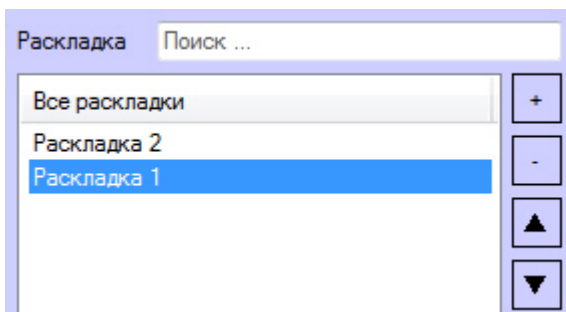 Раскладка Поиск ...
Все раскладки +
Раскладка 2
Раскладка 1 -
▲
▼